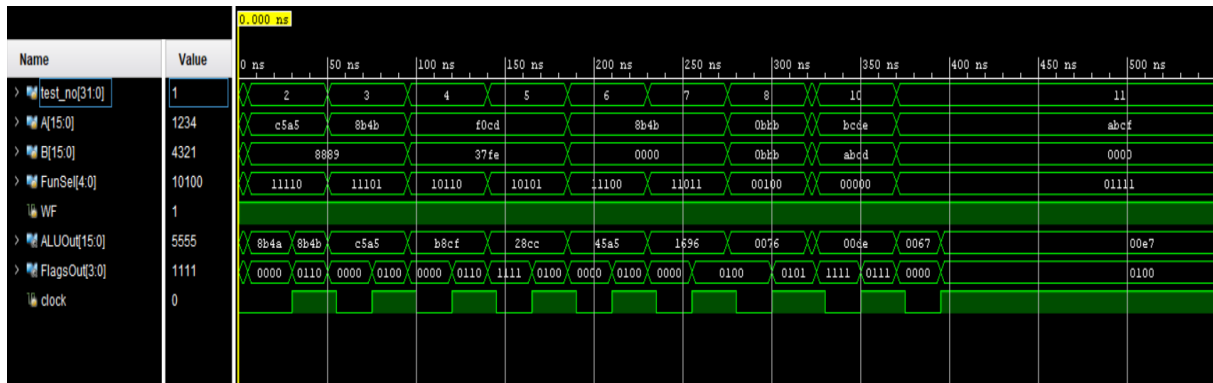 0.000 ns
Name Value 0 ns 50 ns 100 ns 150 ns 200 ns 250 ns 300 ns 350 ns 400 ns 450 ns 500 ns
test_no[31:0] 1 2 3 4 5 6 7 8 10 11
A[15:0] 1234 c5a5 8b4b f0cd 8b4b 0bbb bcde abcf
B[15:0] 4321 8889 37fe 0000 0bbb abcd 0000
FunSel[4:0] 10100 11110 11101 10110 10101 11100 11011 00100 00000 01111
WF 1
ALUOut[15:0] 5555 8b4a 8b4b c5a5 b8cf 28cc 45a5 1696 0076 00de 0067 00e7
FlagsOut[3:0] 1111 0000 0110 0000 0100 0000 0110 1111 0100 0000 0100 0000 0100 0101 1111 0111 0000 0100
clock 0